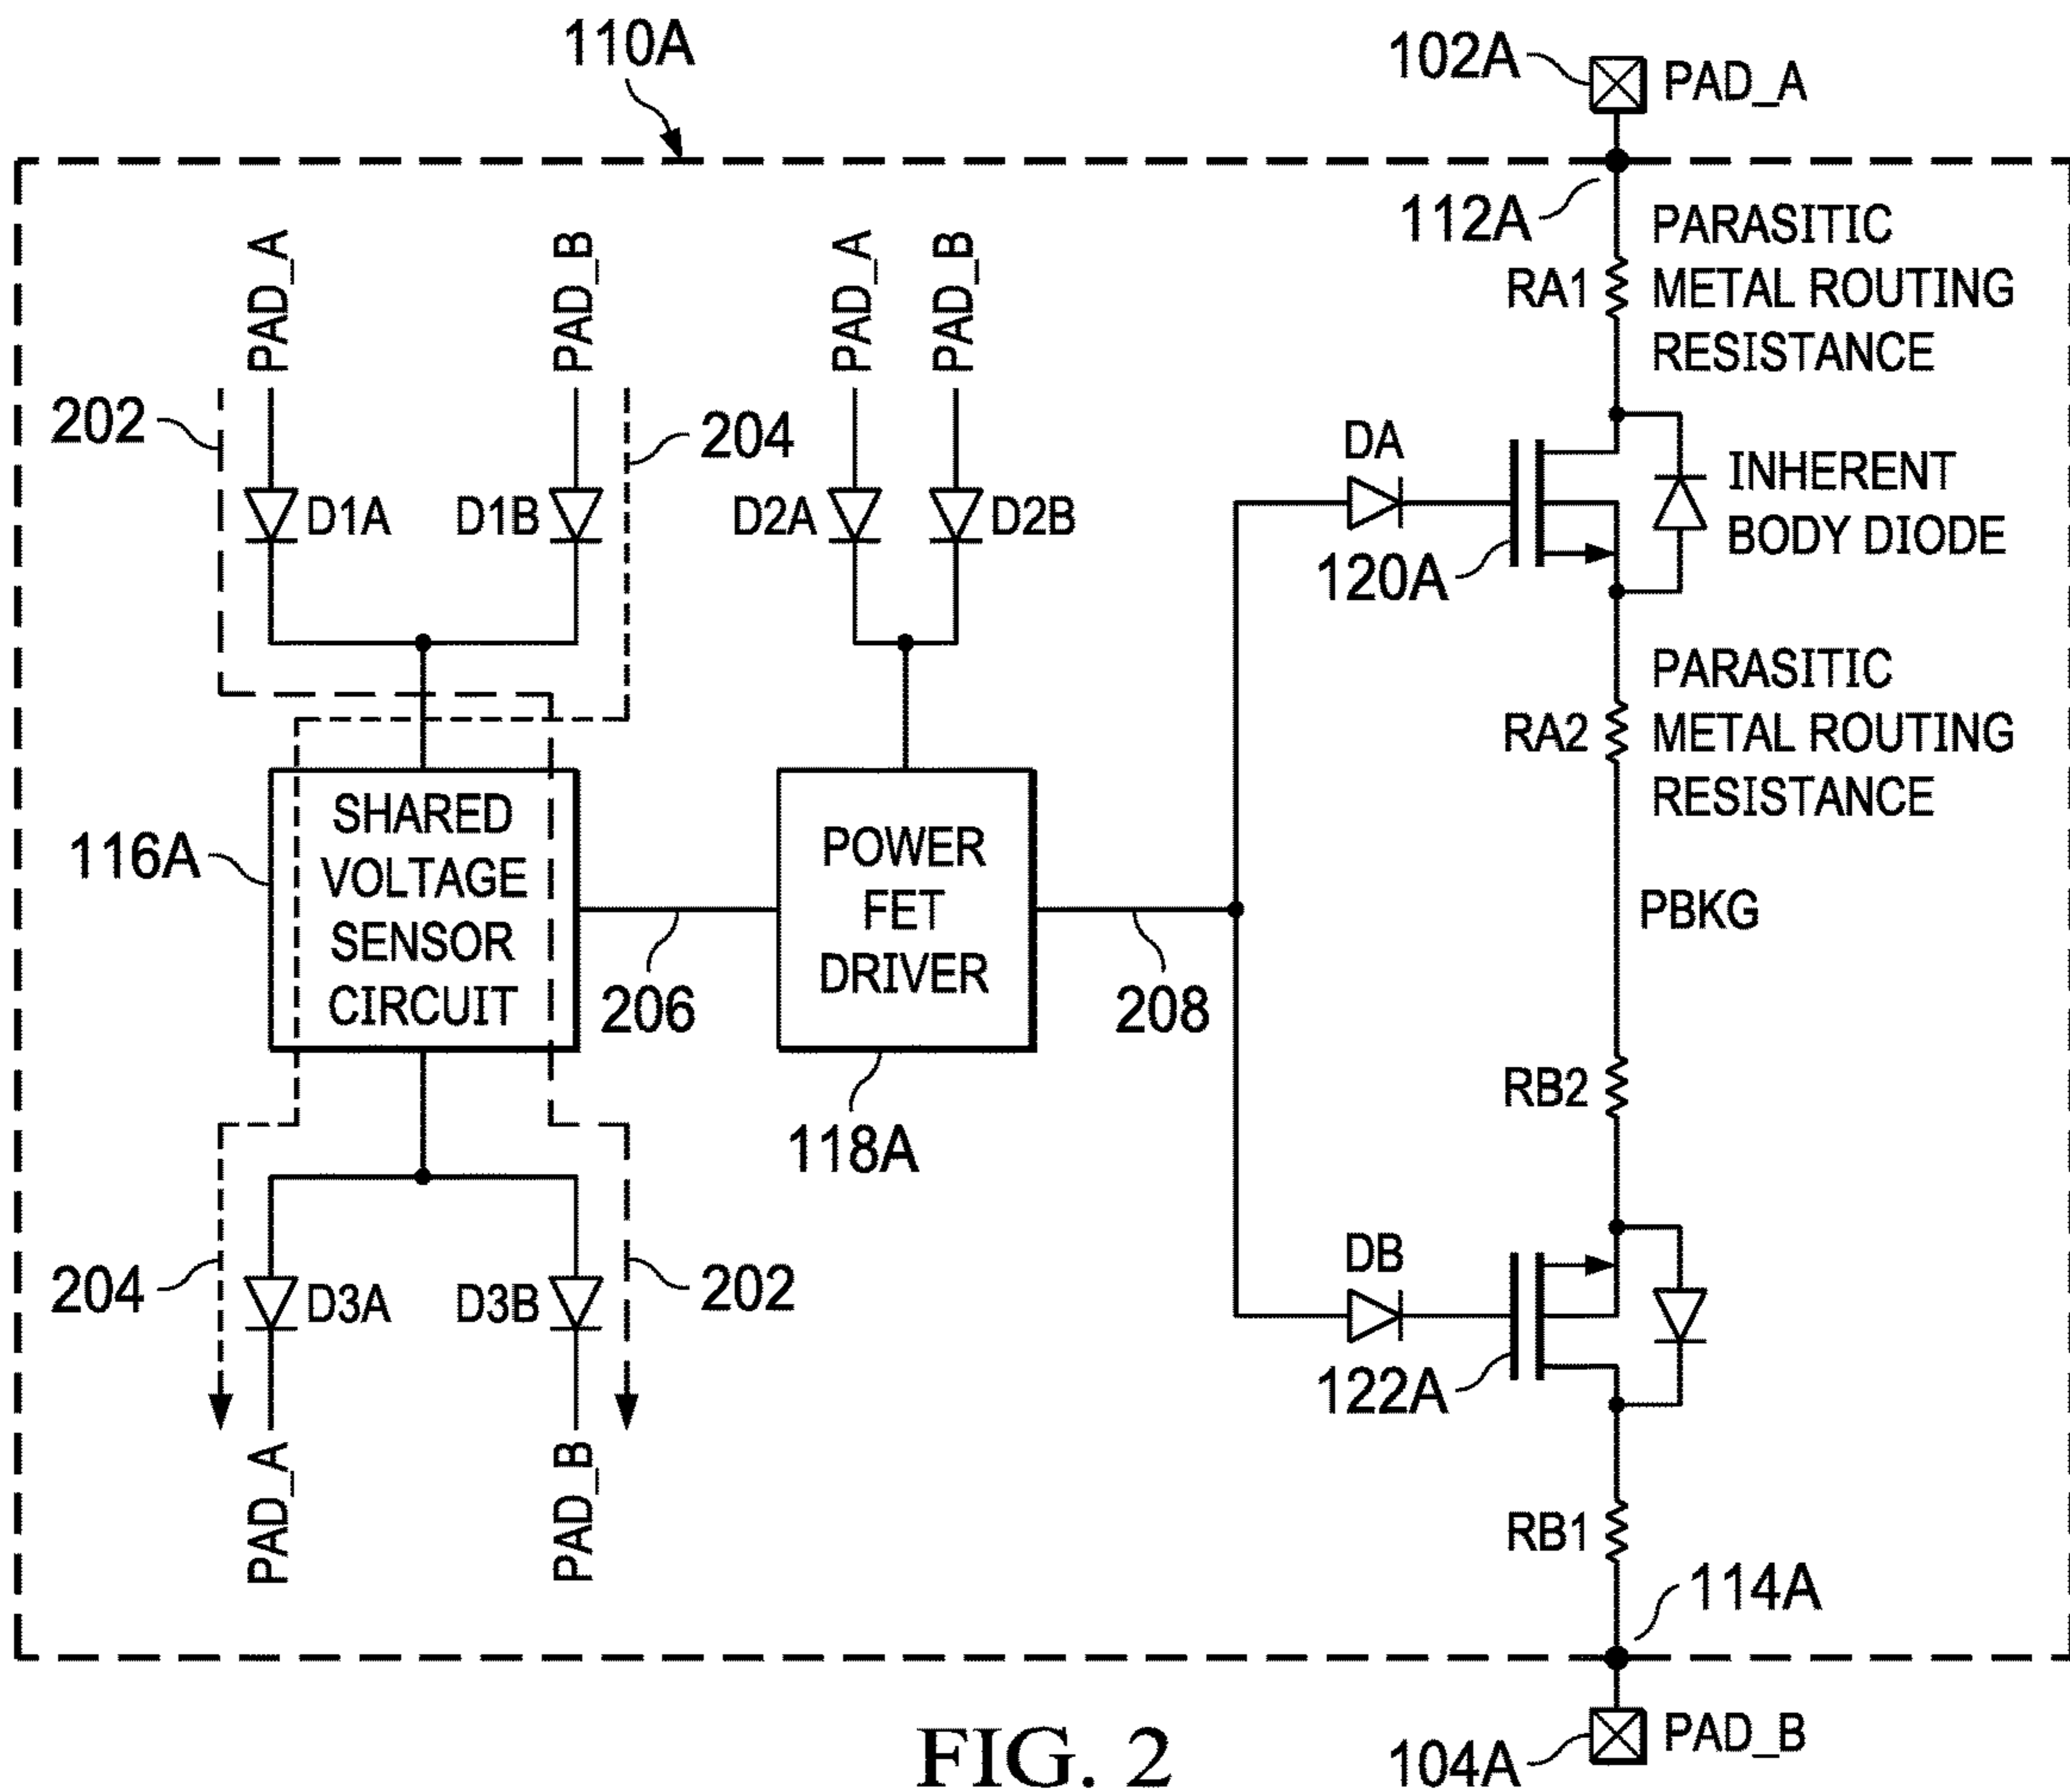 110A
102A
PAD_A
112A
PARASITIC
METAL ROUTING
RESISTANCE
RA1
PAD_A
PAD_B
PAD_A
PAD_B
202
204
D1A
D1B
D2A
D2B
DA
120A
INHERENT
BODY DIODE
PARASITIC
METAL ROUTING
RESISTANCE
RA2
116A
SHARED
VOLTAGE
SENSOR
CIRCUIT
POWER
FET
DRIVER
206
208
118A
PBKG
RB2
204
D3A
D3B
202
DB
122A
PAD_A
PAD_B
RB1
114A
104A
PAD_B
FIG. 2